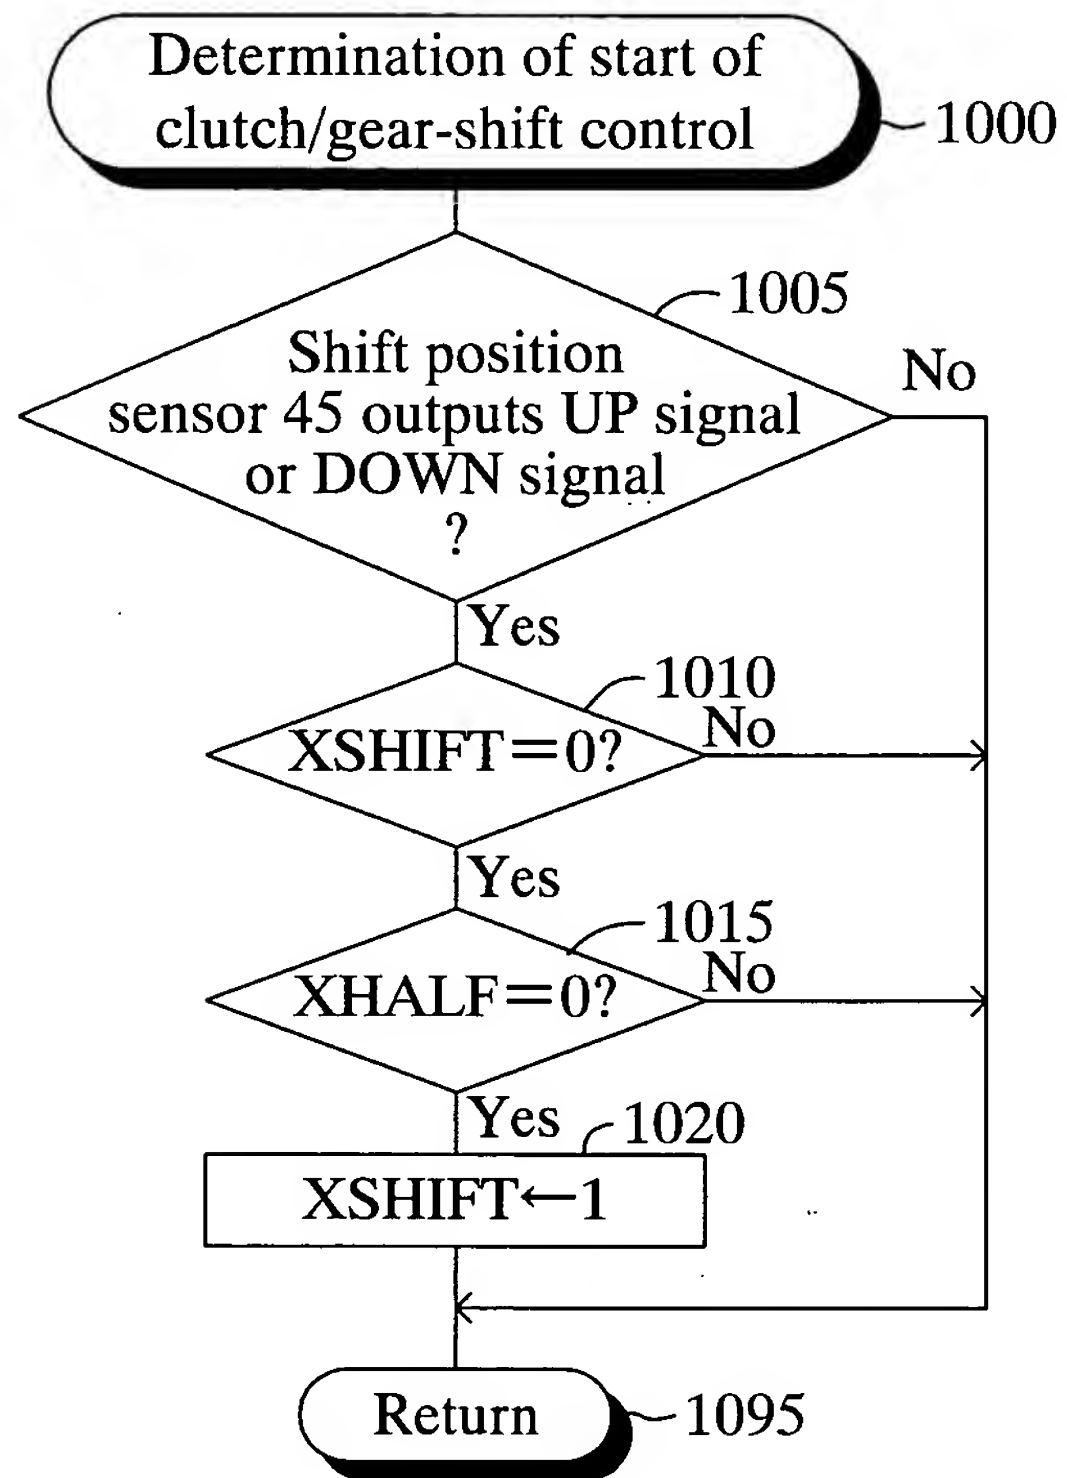 Determination of start of
clutch/gear-shift control
1000
1005
Shift position
sensor 45 outputs UP signal
or DOWN signal
?
No
Yes
1010
XSHIFT=0?
No
Yes
1015
XHALF=0?
No
Yes
1020
XSHIFT←1
Return
1095